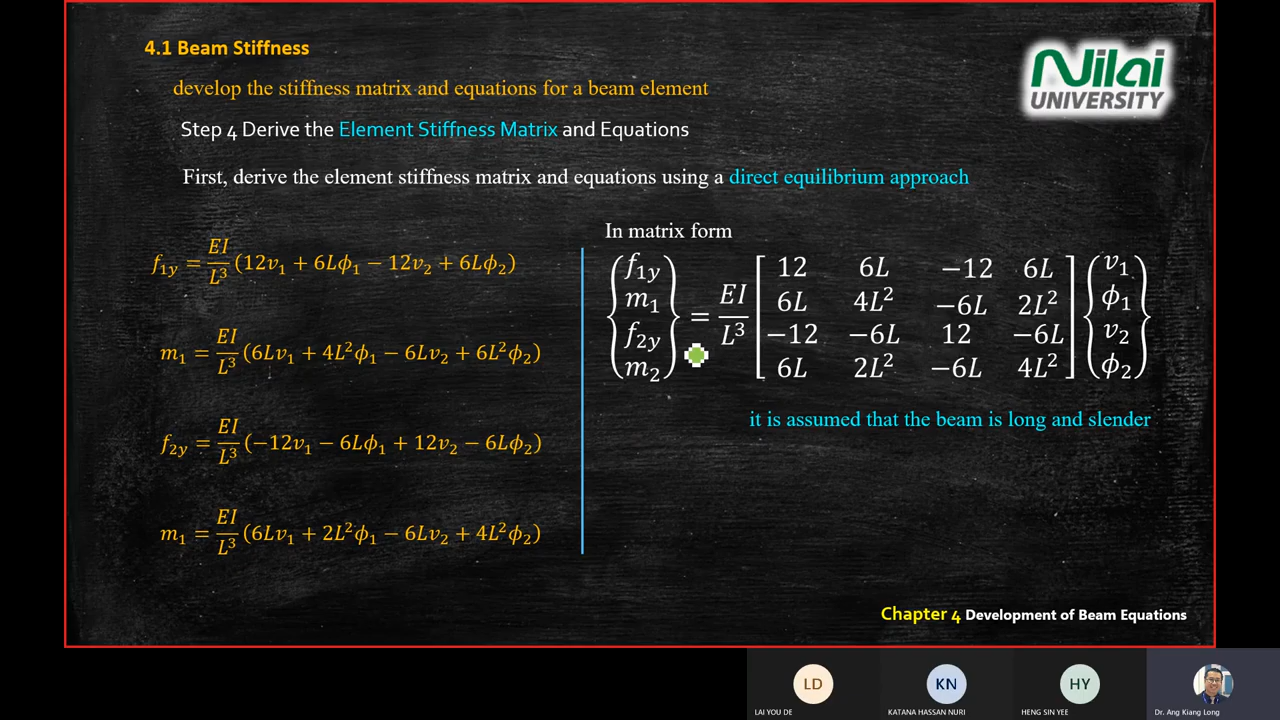 4.1 Beam Stiffness
Nilai
UNIVERSITY
develop the stiffness matrix and equations for a beam element
Step 4 Derive the Element Stiffness Matrix and Equations
First, derive the element stiffness matrix and equations using a direct equilibrium approach
f₁y = EI/L³ (12v₁ + 6Lϕ₁ − 12v₂ + 6Lϕ₂)
m₁ = EI/L³ (6Lv₁ + 4L²ϕ₁ − 6Lv₂ + 6L²ϕ₂)
f₂y = EI/L³ (−12v₁ − 6Lϕ₁ + 12v₂ − 6Lϕ₂)
m₁ = EI/L³ (6Lv₁ + 2L²ϕ₁ − 6Lv₂ + 4L²ϕ₂)
In matrix form
f₁y 12 6L −12 6L v₁
m₁ 6L 4L² −6L 2L² ϕ₁
= EI/L³
f₂y −12 −6L 12 −6L v₂
m₂ 6L 2L² −6L 4L² ϕ₂
it is assumed that the beam is long and slender
Chapter 4 Development of Beam Equations
LD KN HY
LAI YOU DE KATANA HASSAN NURI HENG SIN YEE Dr. Ang Kiang Long